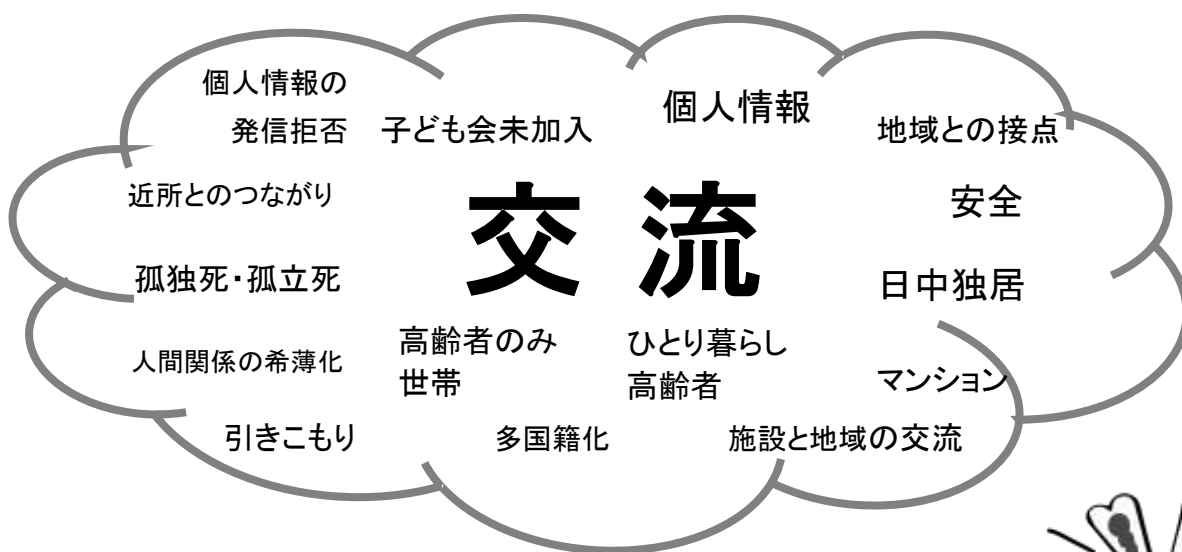 個人情報の
発信拒否
子ども会未加入
個人情報
地域との接点
近所とのつながり
交流
安全
孤独死・孤立死
日中独居
人間関係の希薄化
高齢者のみ
世帯
ひとり暮らし
高齢者
マンション
引きこもり
多国籍化
施設と地域の交流